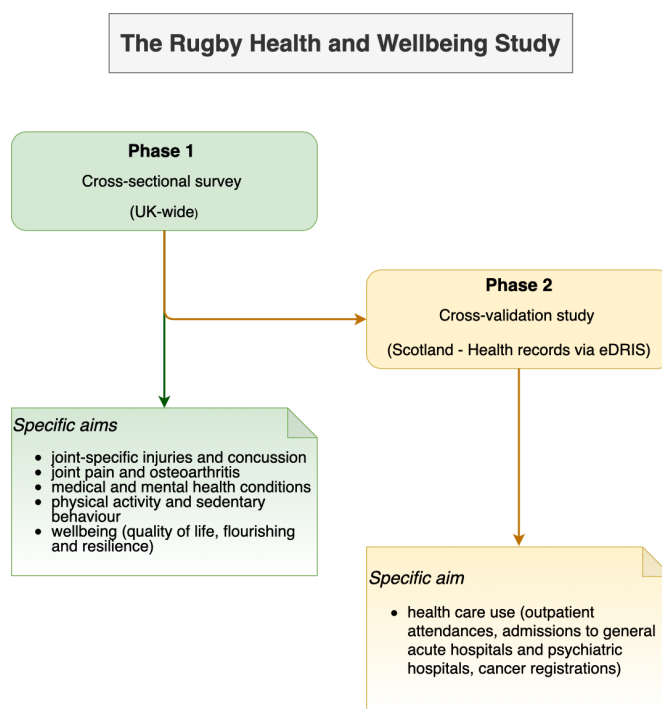 The Rugby Health and Wellbeing Study
Phase 1
Cross-sectional survey
(UK-wide)
Phase 2
Cross-validation study
(Scotland - Health records via eDRIS)
Specific aims
• joint-specific injuries and concussion
• joint pain and osteoarthritis
• medical and mental health conditions
• physical activity and sedentary
behaviour
• wellbeing (quality of life, flourishing
and resilience)
Specific aim
• health care use (outpatient
attendances, admissions to general
acute hospitals and psychiatric
hospitals, cancer registrations)